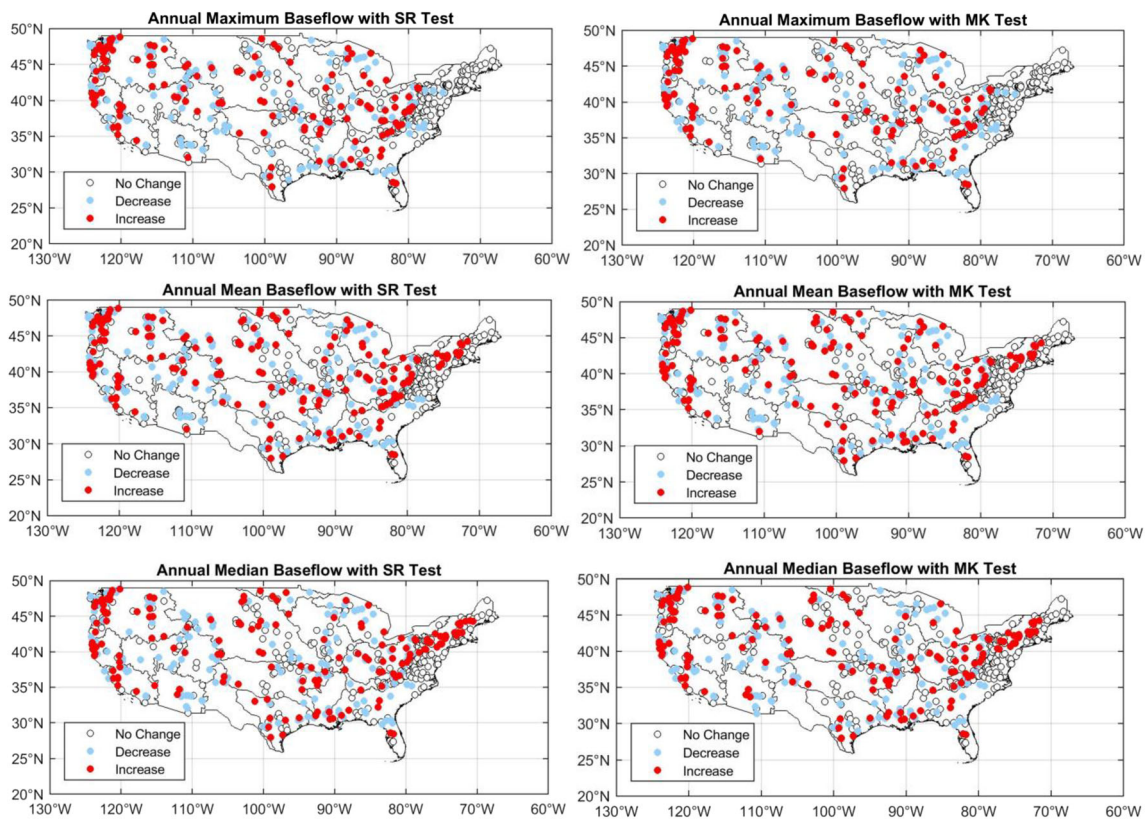 Annual Maximum Baseflow with SR Test
50°N
45°N
40°N
35°N
30°N
25°N
20°N
No Change
Decrease
Increase
130°W 120°W 110°W 100°W 90°W 80°W 70°W 60°W
Annual Maximum Baseflow with MK Test
50°N
45°N
40°N
35°N
30°N
25°N
20°N
No Change
Decrease
Increase
130°W 120°W 110°W 100°W 90°W 80°W 70°W 60°W
Annual Mean Baseflow with SR Test
50°N
45°N
40°N
35°N
30°N
25°N
20°N
No Change
Decrease
Increase
130°W 120°W 110°W 100°W 90°W 80°W 70°W 60°W
Annual Mean Baseflow with MK Test
50°N
45°N
40°N
35°N
30°N
25°N
20°N
No Change
Decrease
Increase
130°W 120°W 110°W 100°W 90°W 80°W 70°W 60°W
Annual Median Baseflow with SR Test
50°N
45°N
40°N
35°N
30°N
25°N
20°N
No Change
Decrease
Increase
130°W 120°W 110°W 100°W 90°W 80°W 70°W 60°W
Annual Median Baseflow with MK Test
50°N
45°N
40°N
35°N
30°N
25°N
20°N
No Change
Decrease
Increase
130°W 120°W 110°W 100°W 90°W 80°W 70°W 60°W